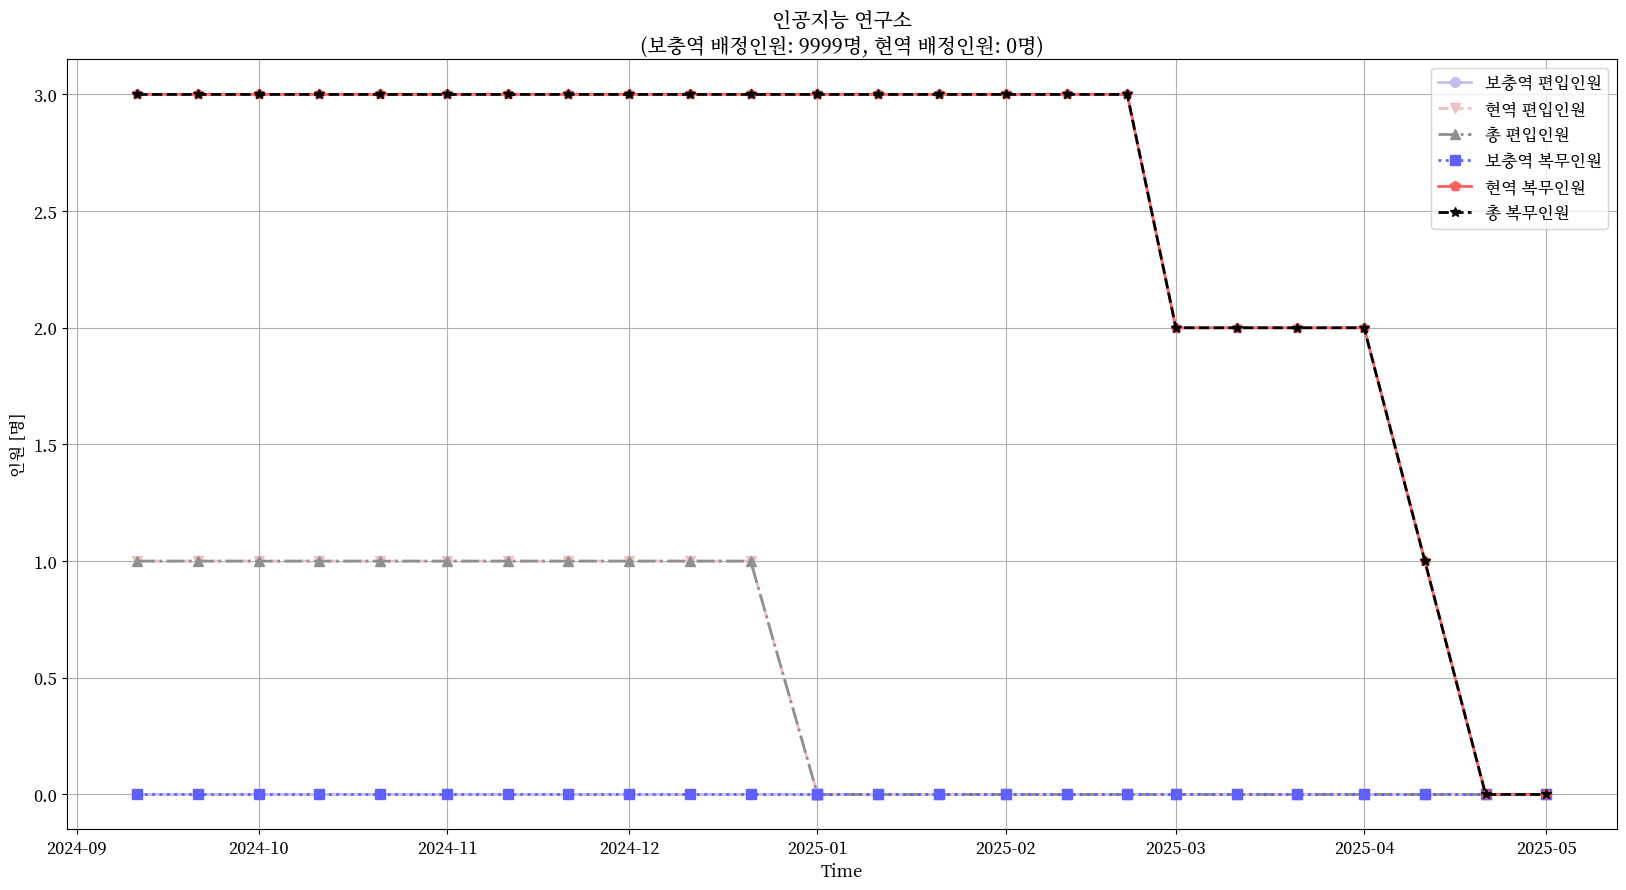 인공지능 연구소
(보충역 배정인원: 9999명, 현역 배정인원: 0명)
보충역 편입인원
현역 편입인원
총 편입인원
보충역 복무인원
현역 복무인원
총 복무인원
인원 [명]
3.0
2.5
2.0
1.5
1.0
0.5
0.0
2024-09 2024-10 2024-11 2024-12 2025-01 2025-02 2025-03 2025-04 2025-05
Time